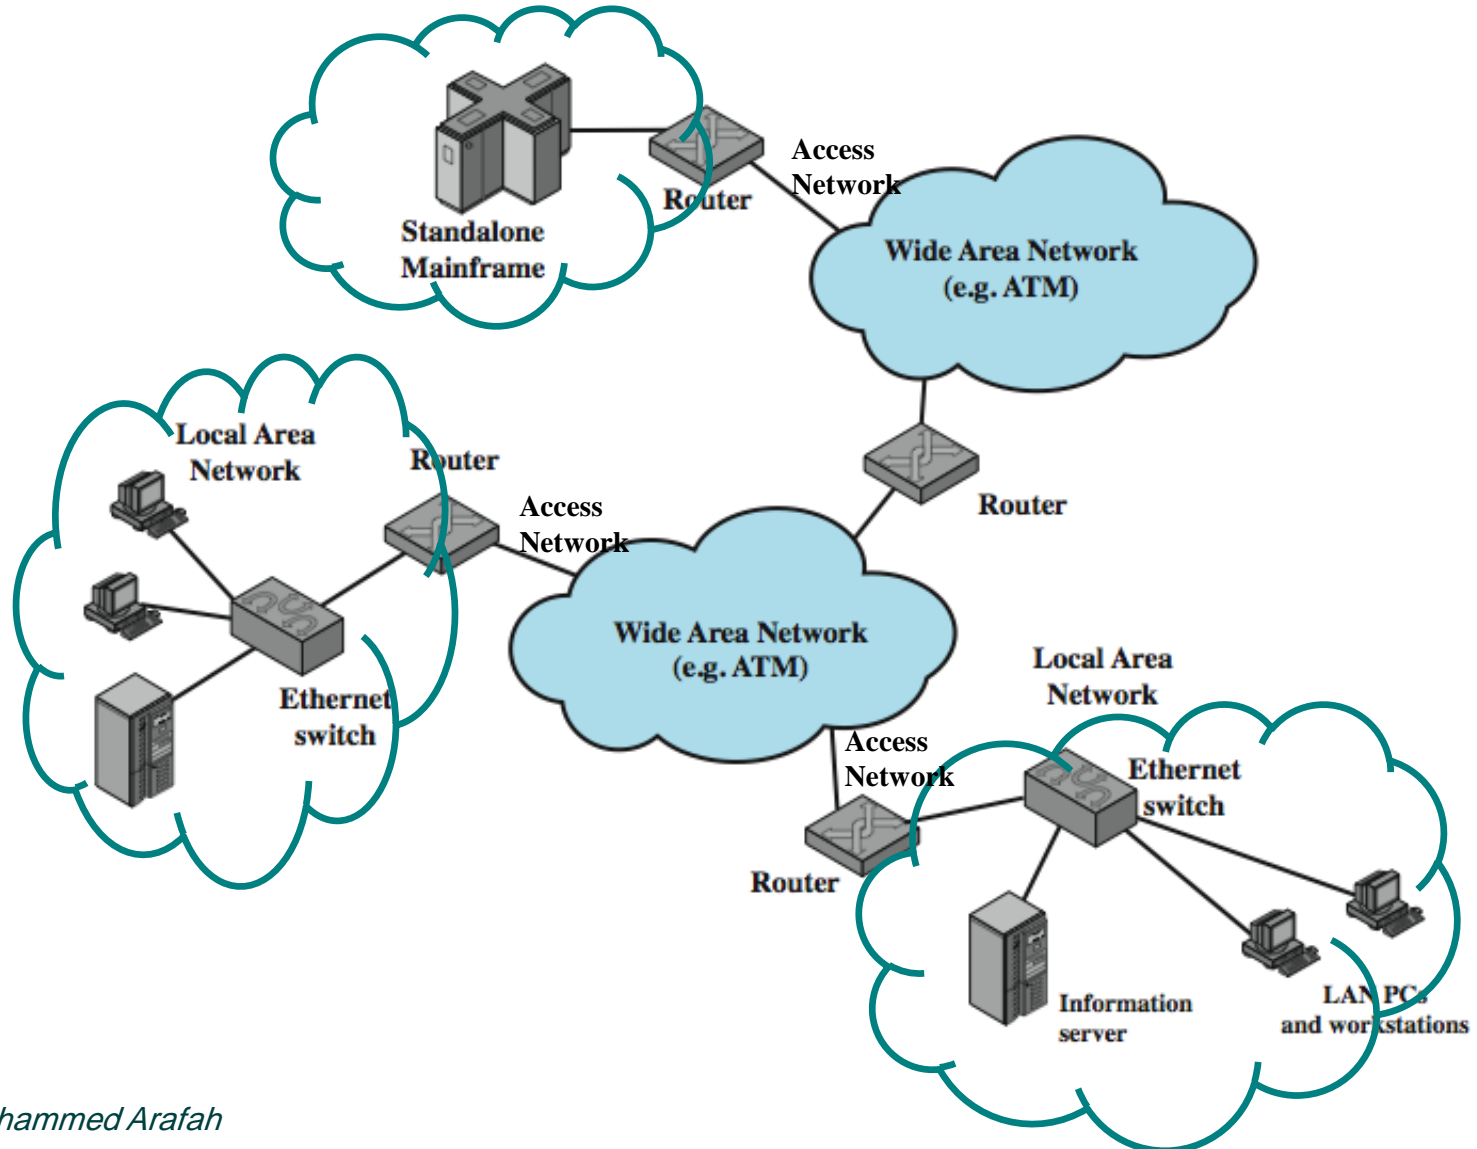 Access
Network
Router
Standalone
Mainframe
Wide Area Network
(e.g. ATM)
Local Area
Network
Router
Access
Network
Router
Wide Area Network
(e.g. ATM)
Ethernet
switch
Local Area
Network
Access
Network
Ethernet
switch
Router
Information
server
LAN PCs
and workstations
hammed Arafah